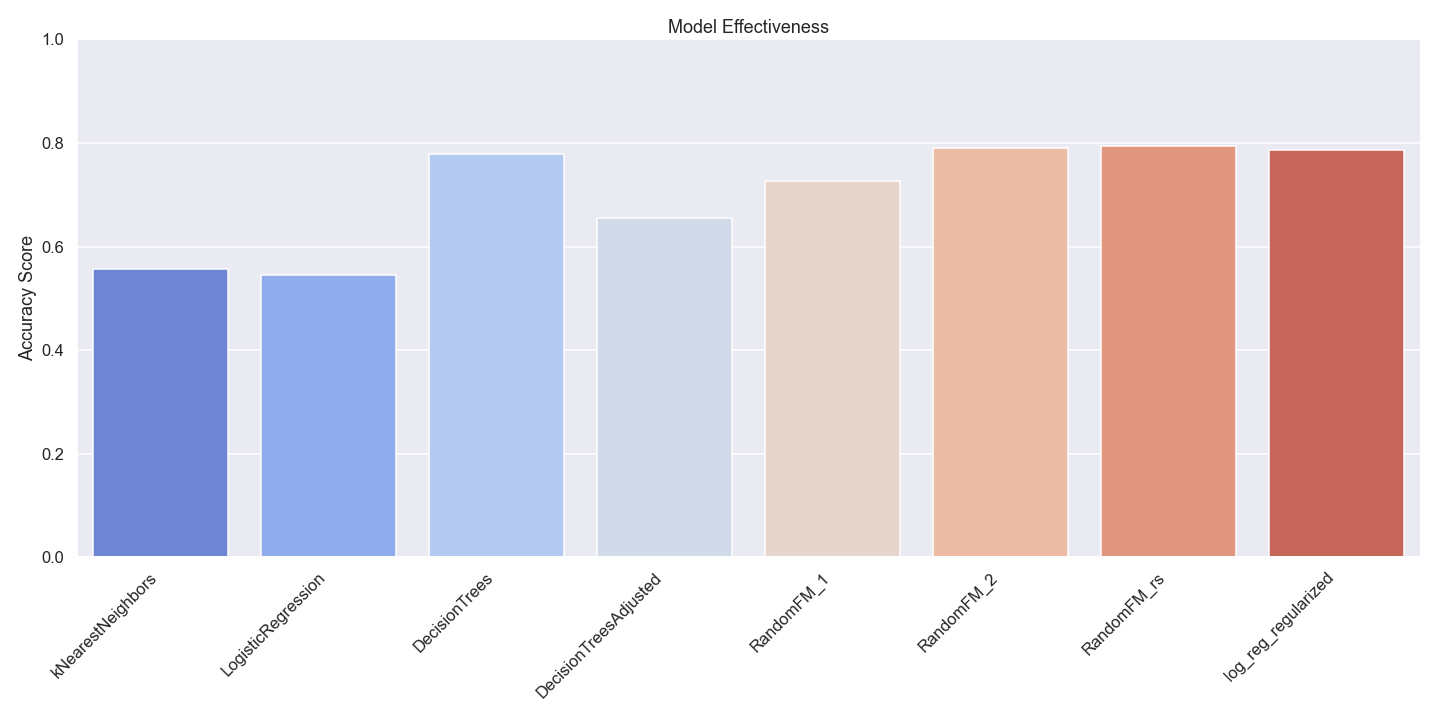 Model Effectiveness
1.0
0.8
0.6
0.4
0.2
0.0
Accuracy Score
kNearestNeighbors
LogisticRegression
DecisionTrees
DecisionTreesAdjusted
RandomFM_1
RandomFM_2
RandomFM_rs
log_reg_regularized